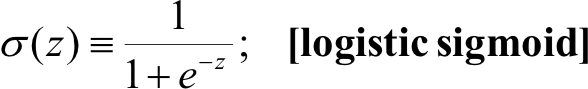 σ(z) ≡ 1 / (1 + e^{-z}) ; [logistic sigmoid]